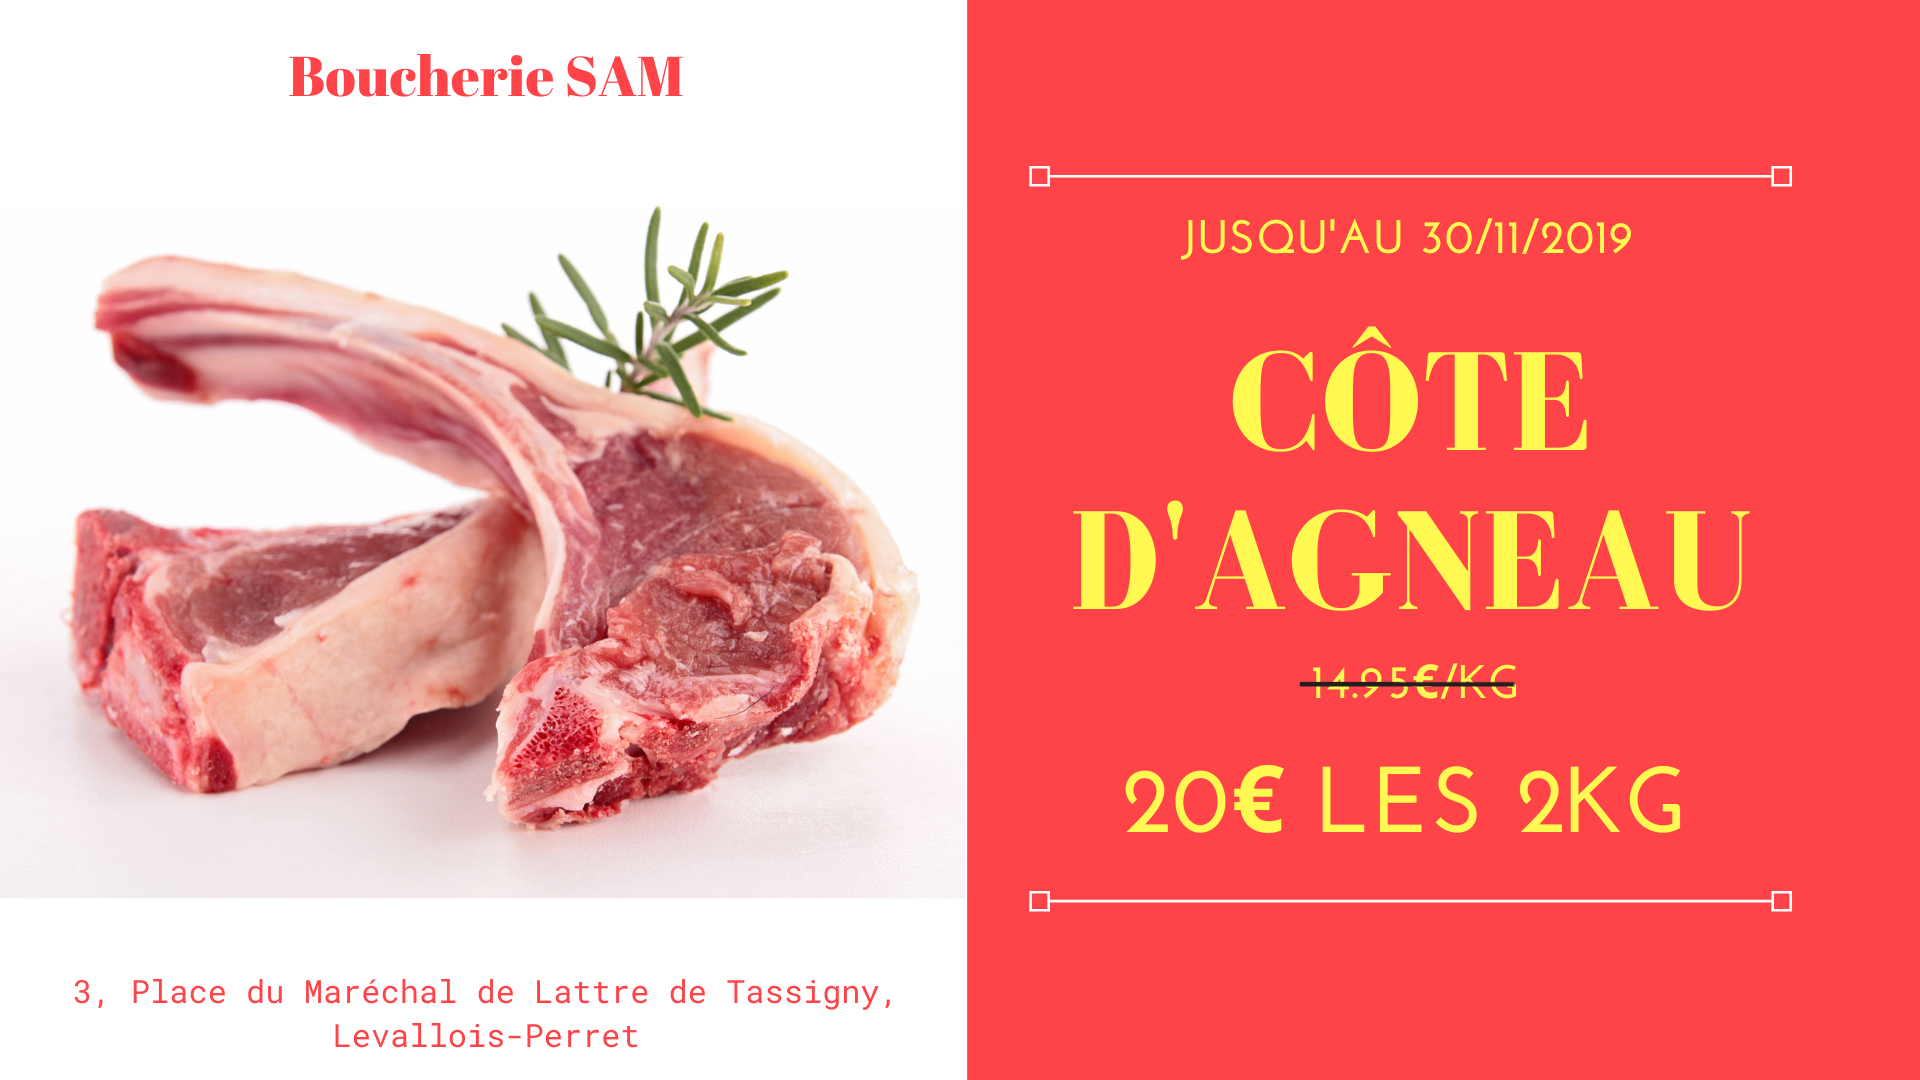 Boucherie SAM
3, Place du Maréchal de Lattre de Tassigny,
Levallois-Perret
JUSQU'AU 30/11/2019
CÔTE
D'AGNEAU
14.95€/KG
20€ LES 2KG